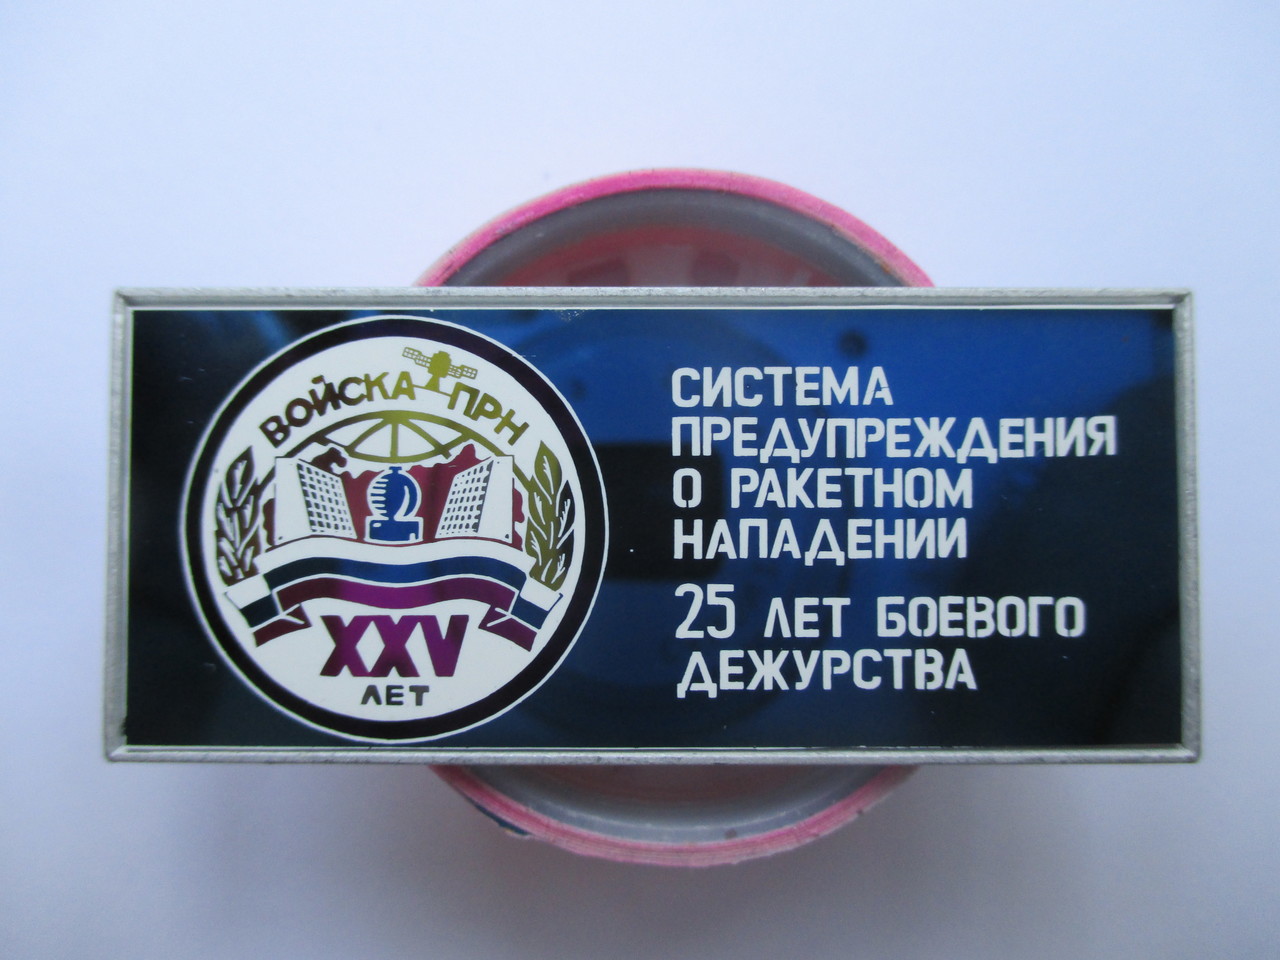 ВОЙСКА ПРН
XXV
ЛЕТ
СИСТЕМА
ПРЕДУПРЕЖДЕНИЯ
О РАКЕТНОМ
НАПАДЕНИИ
25 ЛЕТ БОЕВОГО
ДЕЖУРСТВА